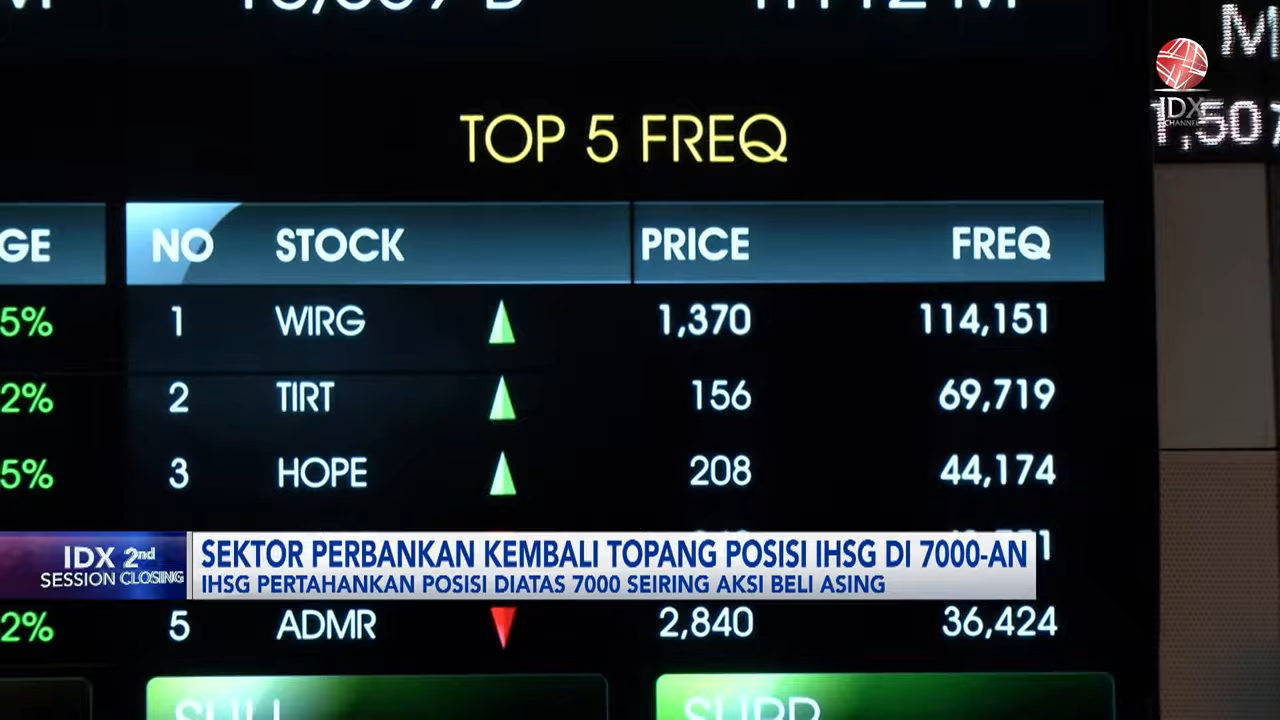 TOP 5 FREQ
IDX
CHANNEL
GE NO STOCK PRICE FREQ
5% 1 WIRG 1,370 114,151
2% 2 TIRT 156 69,719
5% 3 HOPE 208 44,174
IDX 2nd
SESSION CLOSING
SEKTOR PERBANKAN KEMBALI TOPANG POSISI IHSG DI 7000-AN
IHSG PERTAHANKAN POSISI DIATAS 7000 SEIRING AKSI BELI ASING
2% 5 ADMR 2,840 36,424